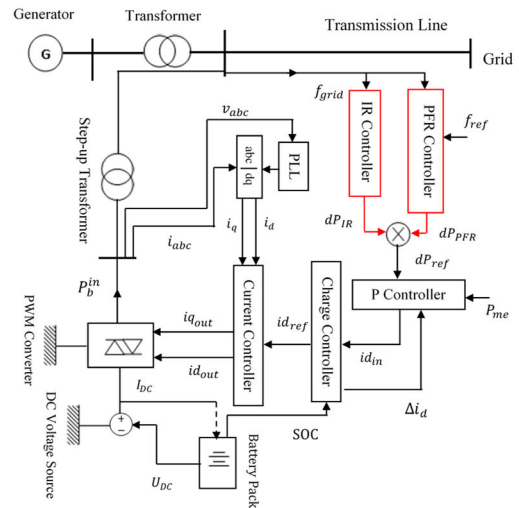 Generator
Transformer
Transmission Line
G
Grid
f_grid
IR Controller
PFR Controller
f_ref
v_abc
Step-up Transformer
abc
dq
PLL
i_abc
i_q
i_d
dP_IR
dP_PFR
dP_ref
P_b^in
Current Controller
Charge Controller
P Controller
P_me
PWM Converter
iq_out
id_ref
id_in
id_out
I_DC
Δi_d
DC Voltage Source
U_DC
Battery Pack
SOC